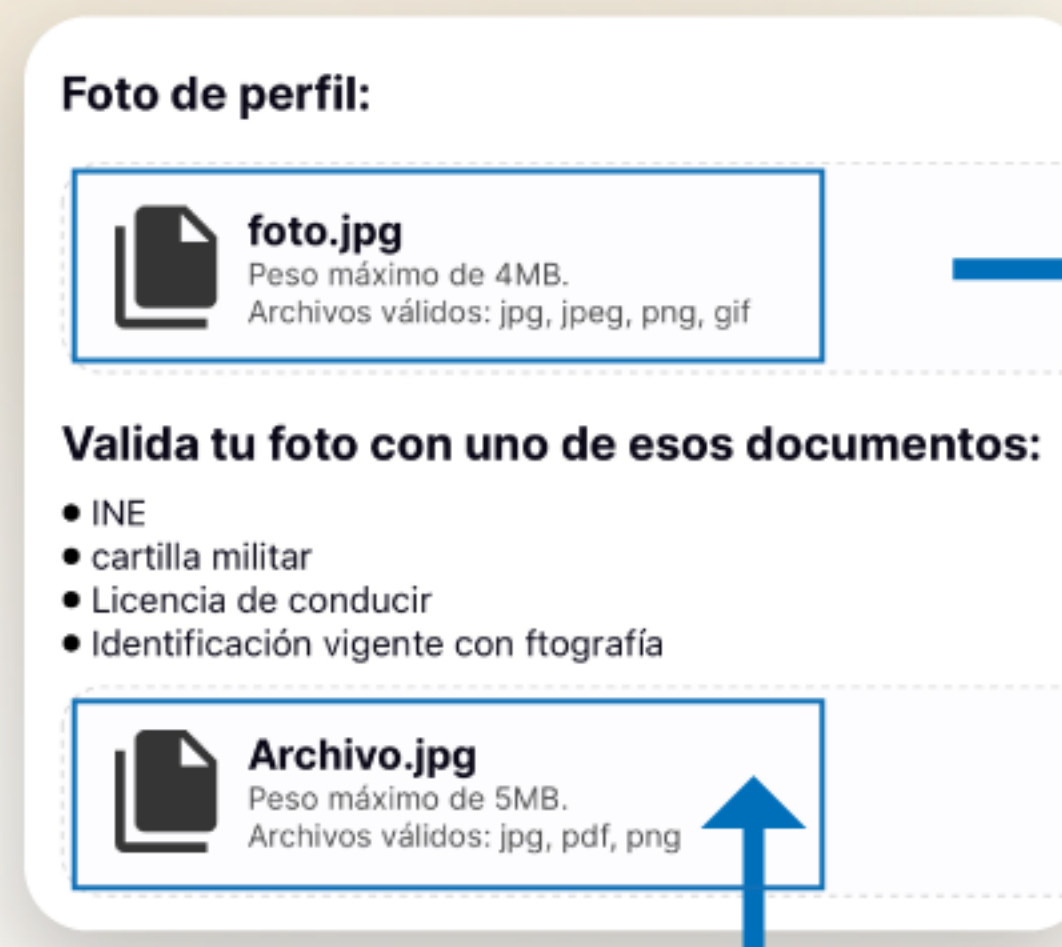 Foto de perfil:
foto.jpg
Peso máximo de 4MB.
Archivos válidos: jpg, jpeg, png, gif
Valida tu foto con uno de esos documentos:
● INE
● cartilla militar
● Licencia de conducir
● Identificación vigente con ftografía
Archivo.jpg
Peso máximo de 5MB.
Archivos válidos: jpg, pdf, png